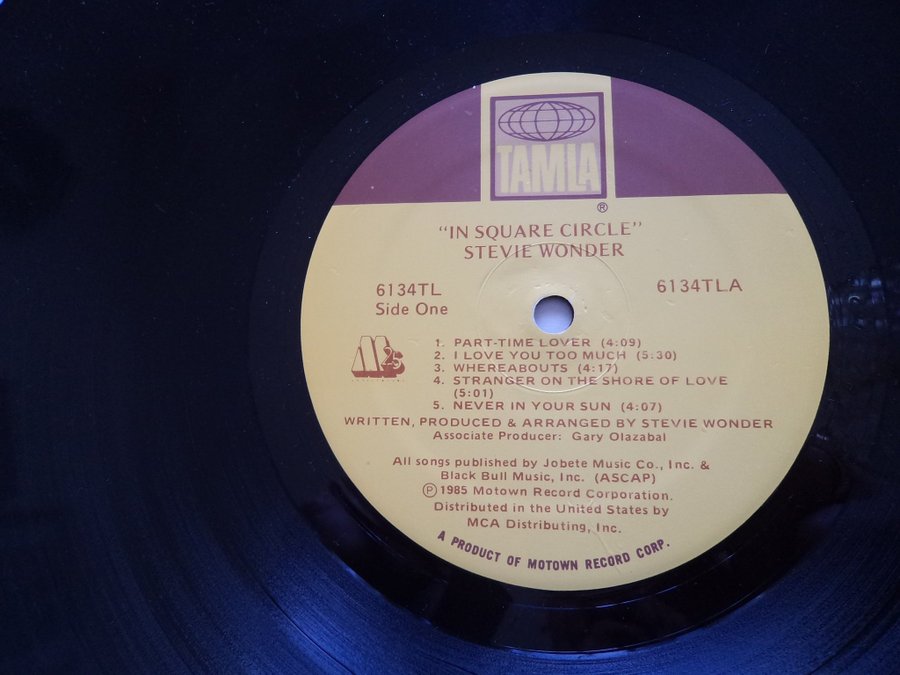 TAMLA
®
"IN SQUARE CIRCLE"
STEVIE WONDER
6134TL
Side One
6134TLA
1. PART-TIME LOVER (4:09)
2. I LOVE YOU TOO MUCH (5:30)
3. WHEREABOUTS (4:17)
4. STRANGER ON THE SHORE OF LOVE
(5:01)
5. NEVER IN YOUR SUN (4:07)
WRITTEN, PRODUCED & ARRANGED BY STEVIE WONDER
Associate Producer: Gary Olazabal
All songs published by Jobete Music Co., Inc. &
Black Bull Music, Inc. (ASCAP)
℗ 1985 Motown Record Corporation.
Distributed in the United States by
MCA Distributing, Inc.
A PRODUCT OF MOTOWN RECORD CORP.